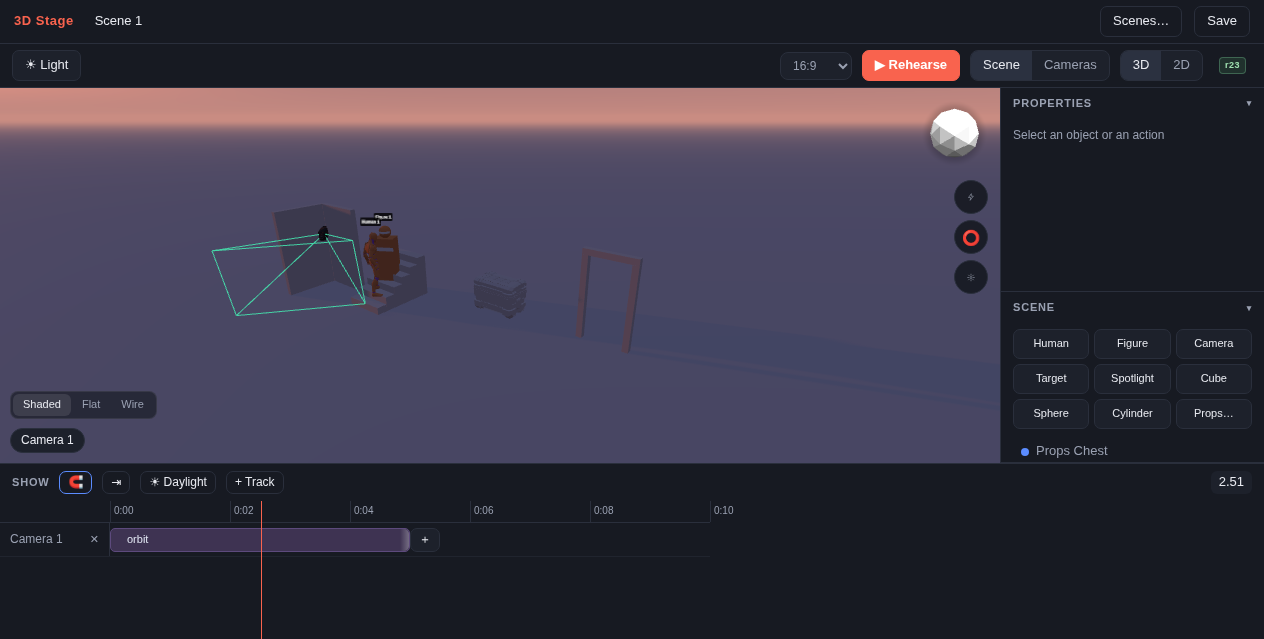 3D Stage Scene 1 Scenes… Save
☀ Light 16:9 ▶ Rehearse Scene Cameras 3D 2D r23
PROPERTIES
Select an object or an action
SCENE
Human Figure Camera
Target Spotlight Cube
Sphere Cylinder Props…
Props Chest
Shaded Flat Wire
Camera 1
SHOW ☀ Daylight + Track 2.51
0:00 0:02 0:04 0:06 0:08 0:10
Camera 1 × orbit +